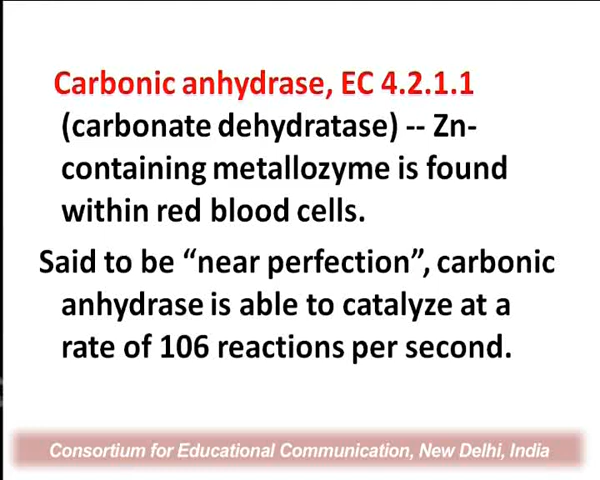 Carbonic anhydrase, EC 4.2.1.1
(carbonate dehydratase) -- Zn-
containing metallozyme is found
within red blood cells.
Said to be “near perfection”, carbonic
anhydrase is able to catalyze at a
rate of 106 reactions per second.
Consortium for Educational Communication, New Delhi, India